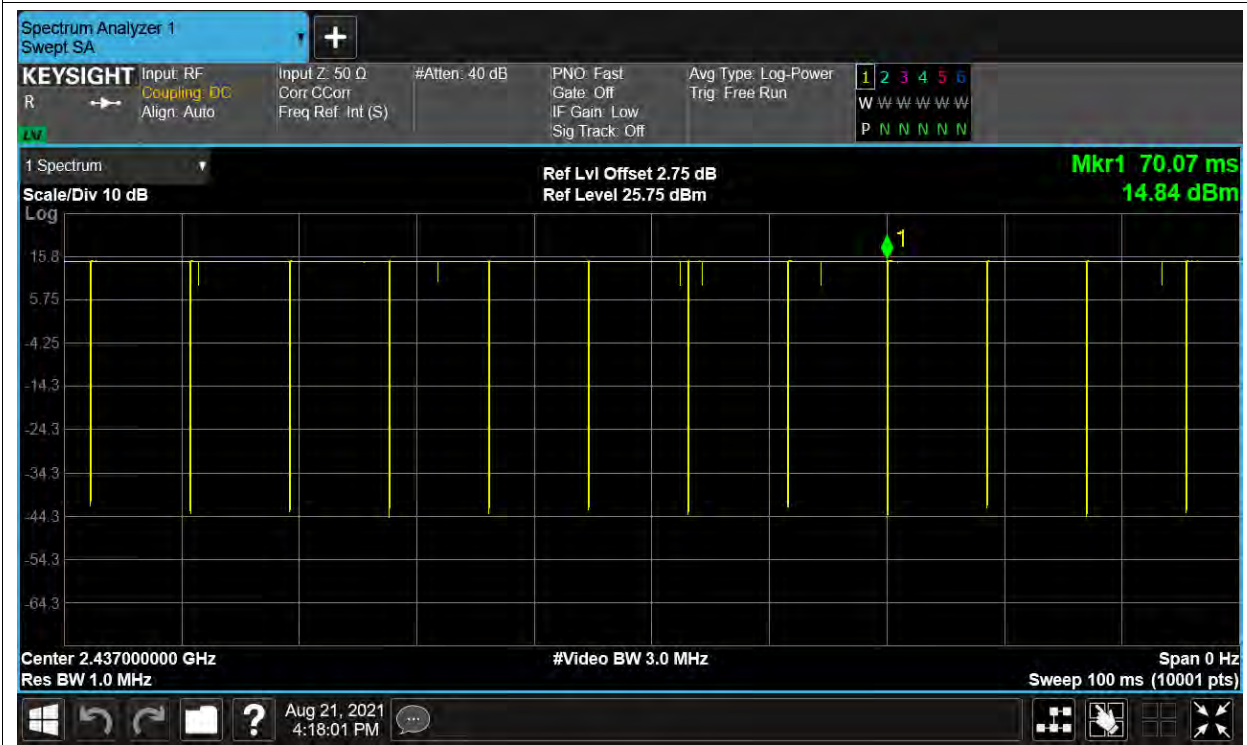 Spectrum Analyzer 1
Swept SA
+
KEYSIGHT
R
LXI
Input: RF
Coupling: DC
Align: Auto
Input Z: 50 Ω
Corr CCorr
Freq Ref: Int (S)
#Atten: 40 dB
PNO: Fast
Gate: Off
IF Gain: Low
Sig Track: Off
Avg Type: Log-Power
Trig: Free Run
1 2 3 4 5 6
W W W W W W
P N N N N N
1 Spectrum
Scale/Div 10 dB
Log
Ref Lvl Offset 2.75 dB
Ref Level 25.75 dBm
Mkr1 70.07 ms
14.84 dBm
1
15.8
5.75
-4.25
-14.3
-24.3
-34.3
-44.3
-54.3
-64.3
Center 2.437000000 GHz
Res BW 1.0 MHz
#Video BW 3.0 MHz
Span 0 Hz
Sweep 100 ms (10001 pts)
?
Aug 21, 2021
4:18:01 PM